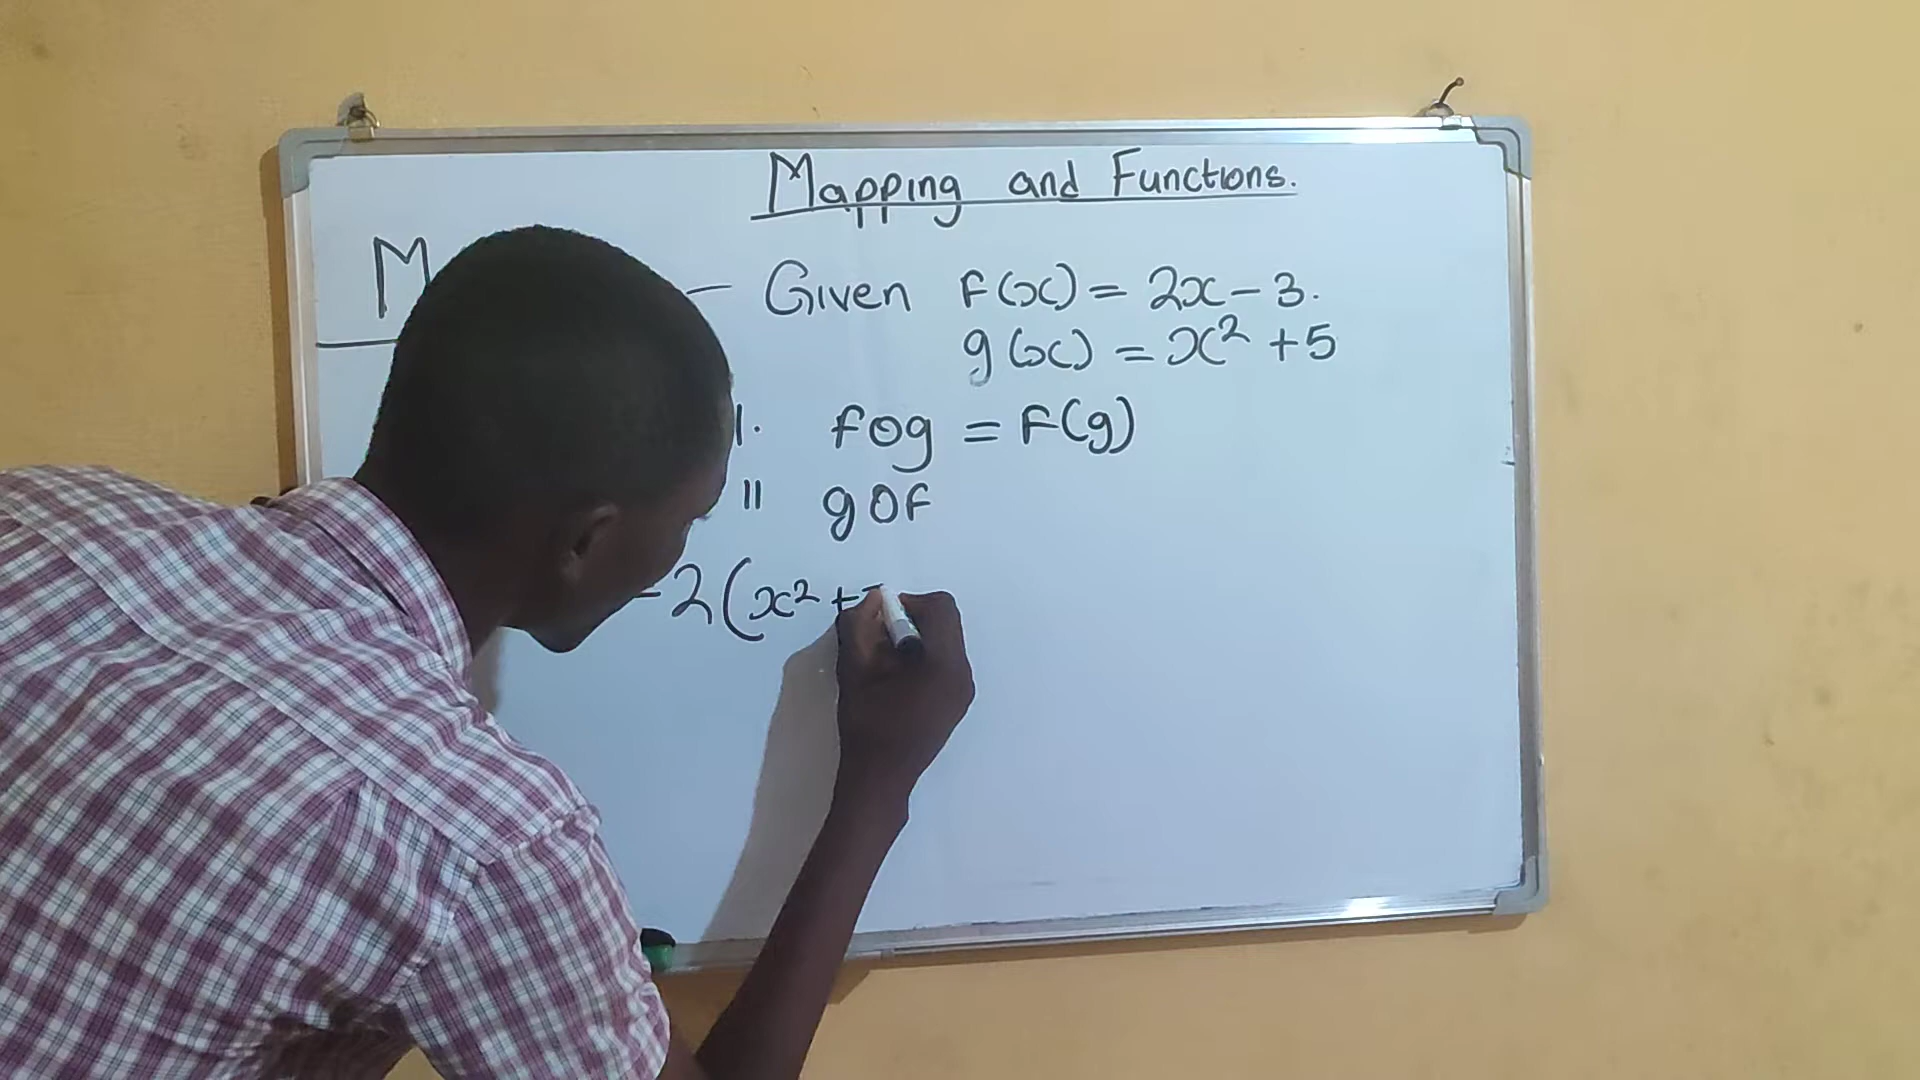 Mapping and Functions.
M — Given f(x) = 2x - 3.
g(x) = x² + 5
1. fog = F(g)
11 gof
2(x² +